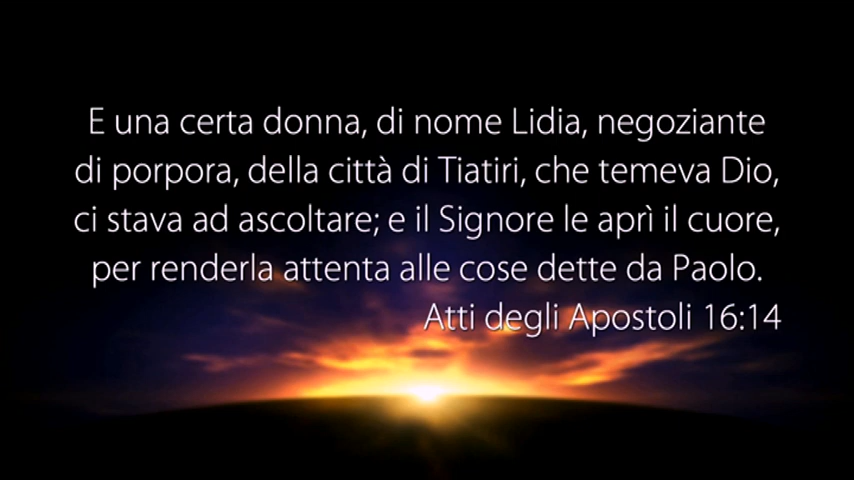 E una certa donna, di nome Lidia, negoziante
di porpora, della città di Tiatiri, che temeva Dio,
ci stava ad ascoltare; e il Signore le aprì il cuore,
per renderla attenta alle cose dette da Paolo.
Atti degli Apostoli 16:14